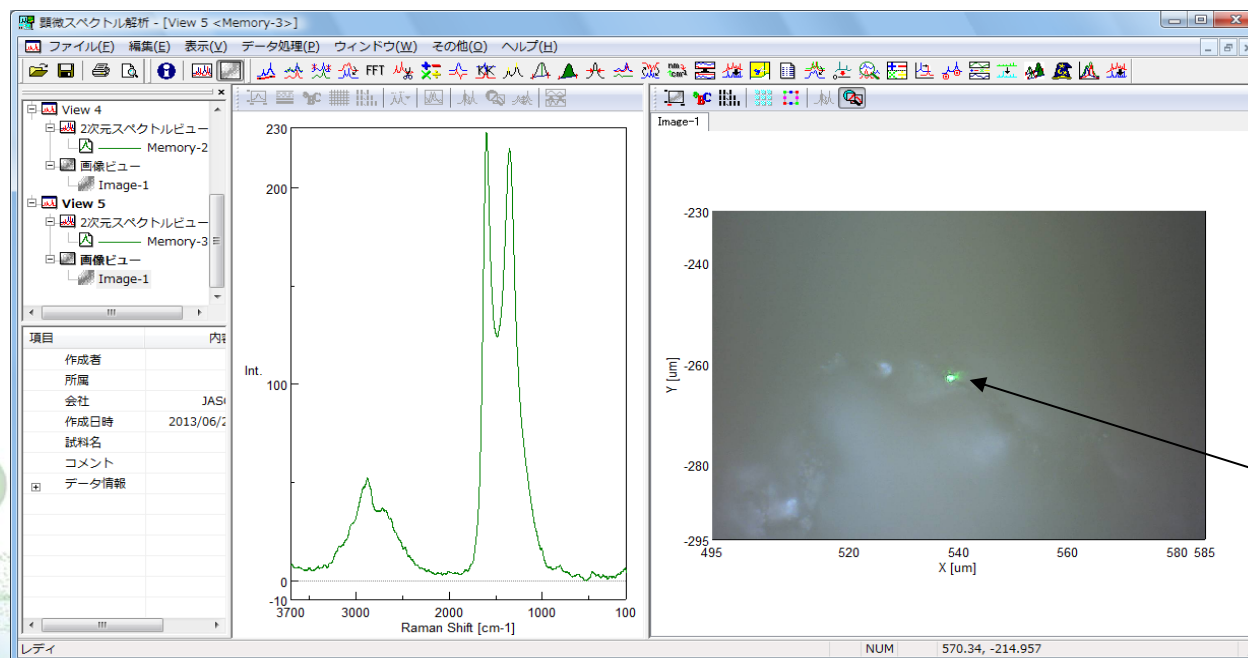 顕微スペクトル解析 - [View 5 <Memory-3>]
ファイル(F) 編集(E) 表示(V) データ処理(P) ウィンドウ(W) その他(O) ヘルプ(H)
FFT
View 4
2次元スペクトルビュー
Memory-2
画像ビュー
Image-1
View 5
2次元スペクトルビュー
Memory-3
画像ビュー
Image-1
項目 内容
作成者
所属
会社 JASC
作成日時 2013/06/2
試料名
コメント
データ情報
230
200
Int.
100
0
-10
3700 3000 2000 1000 100
Raman Shift [cm-1]
Image-1
-230
-240
-260
Y [um]
-280
-295
495 520 540 560 580 585
X [um]
レディ NUM 570.34, -214.957